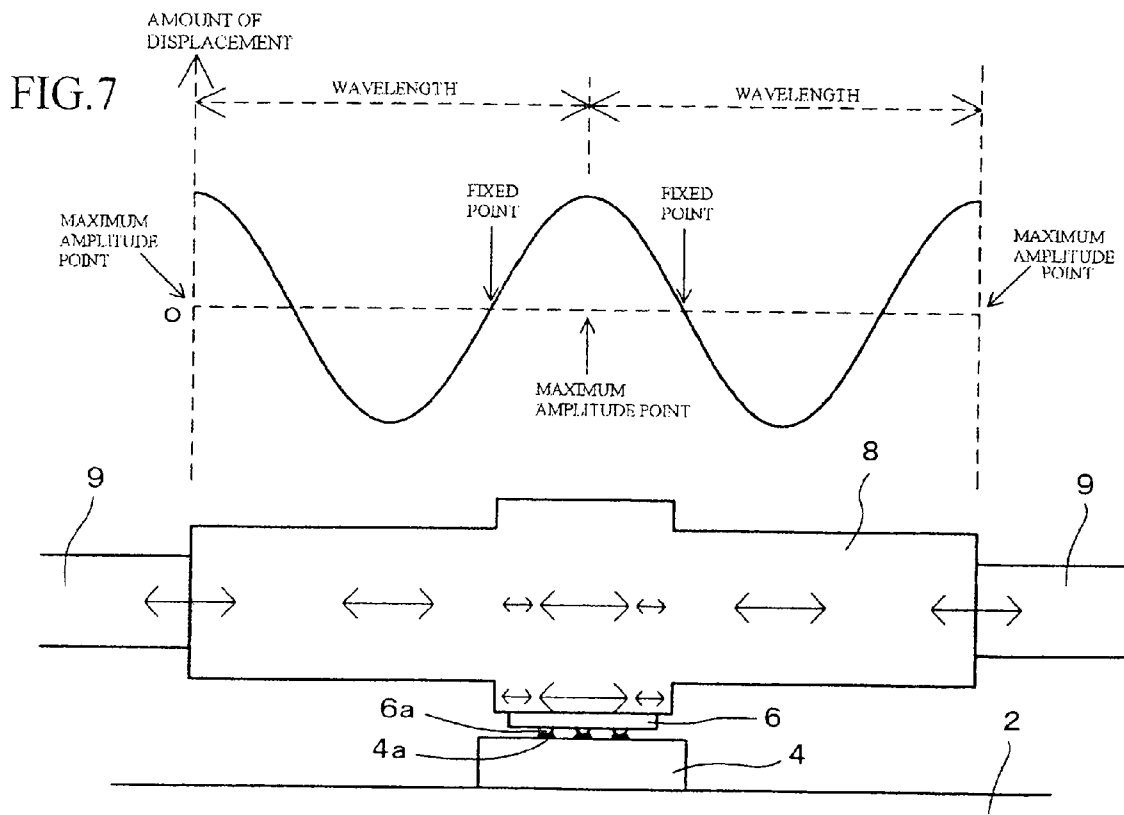 AMOUNT OF
DISPLACEMENT
FIG.7
WAVELENGTH
WAVELENGTH
FIXED
POINT
FIXED
POINT
MAXIMUM
AMPLITUDE
POINT
MAXIMUM
AMPLITUDE
POINT
O
MAXIMUM
AMPLITUDE POINT
8
9
9
6a
6
4a
4
2